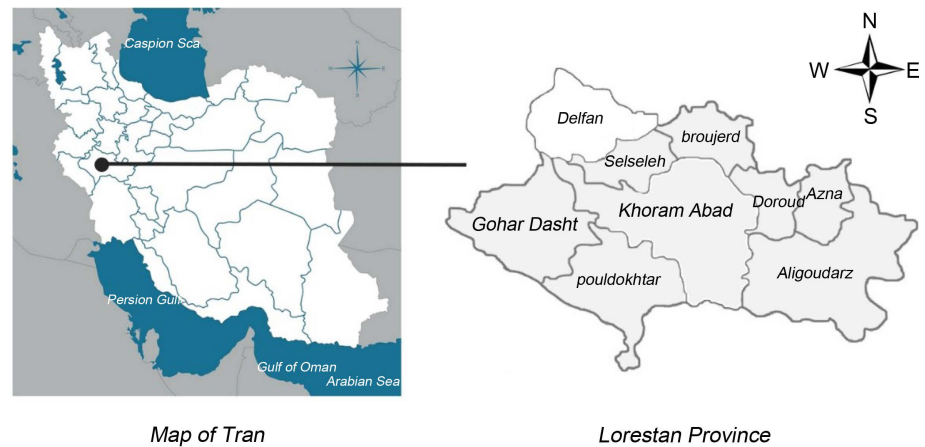 Caspion Sca
Persion Gulf
Gulf of Oman
Arabian Sea
Map of Tran
N
W
E
S
Delfan
broujerd
Selseleh
Gohar Dasht
Khoram Abad
Doroud
Azna
pouldokhtar
Aligoudarz
Lorestan Province